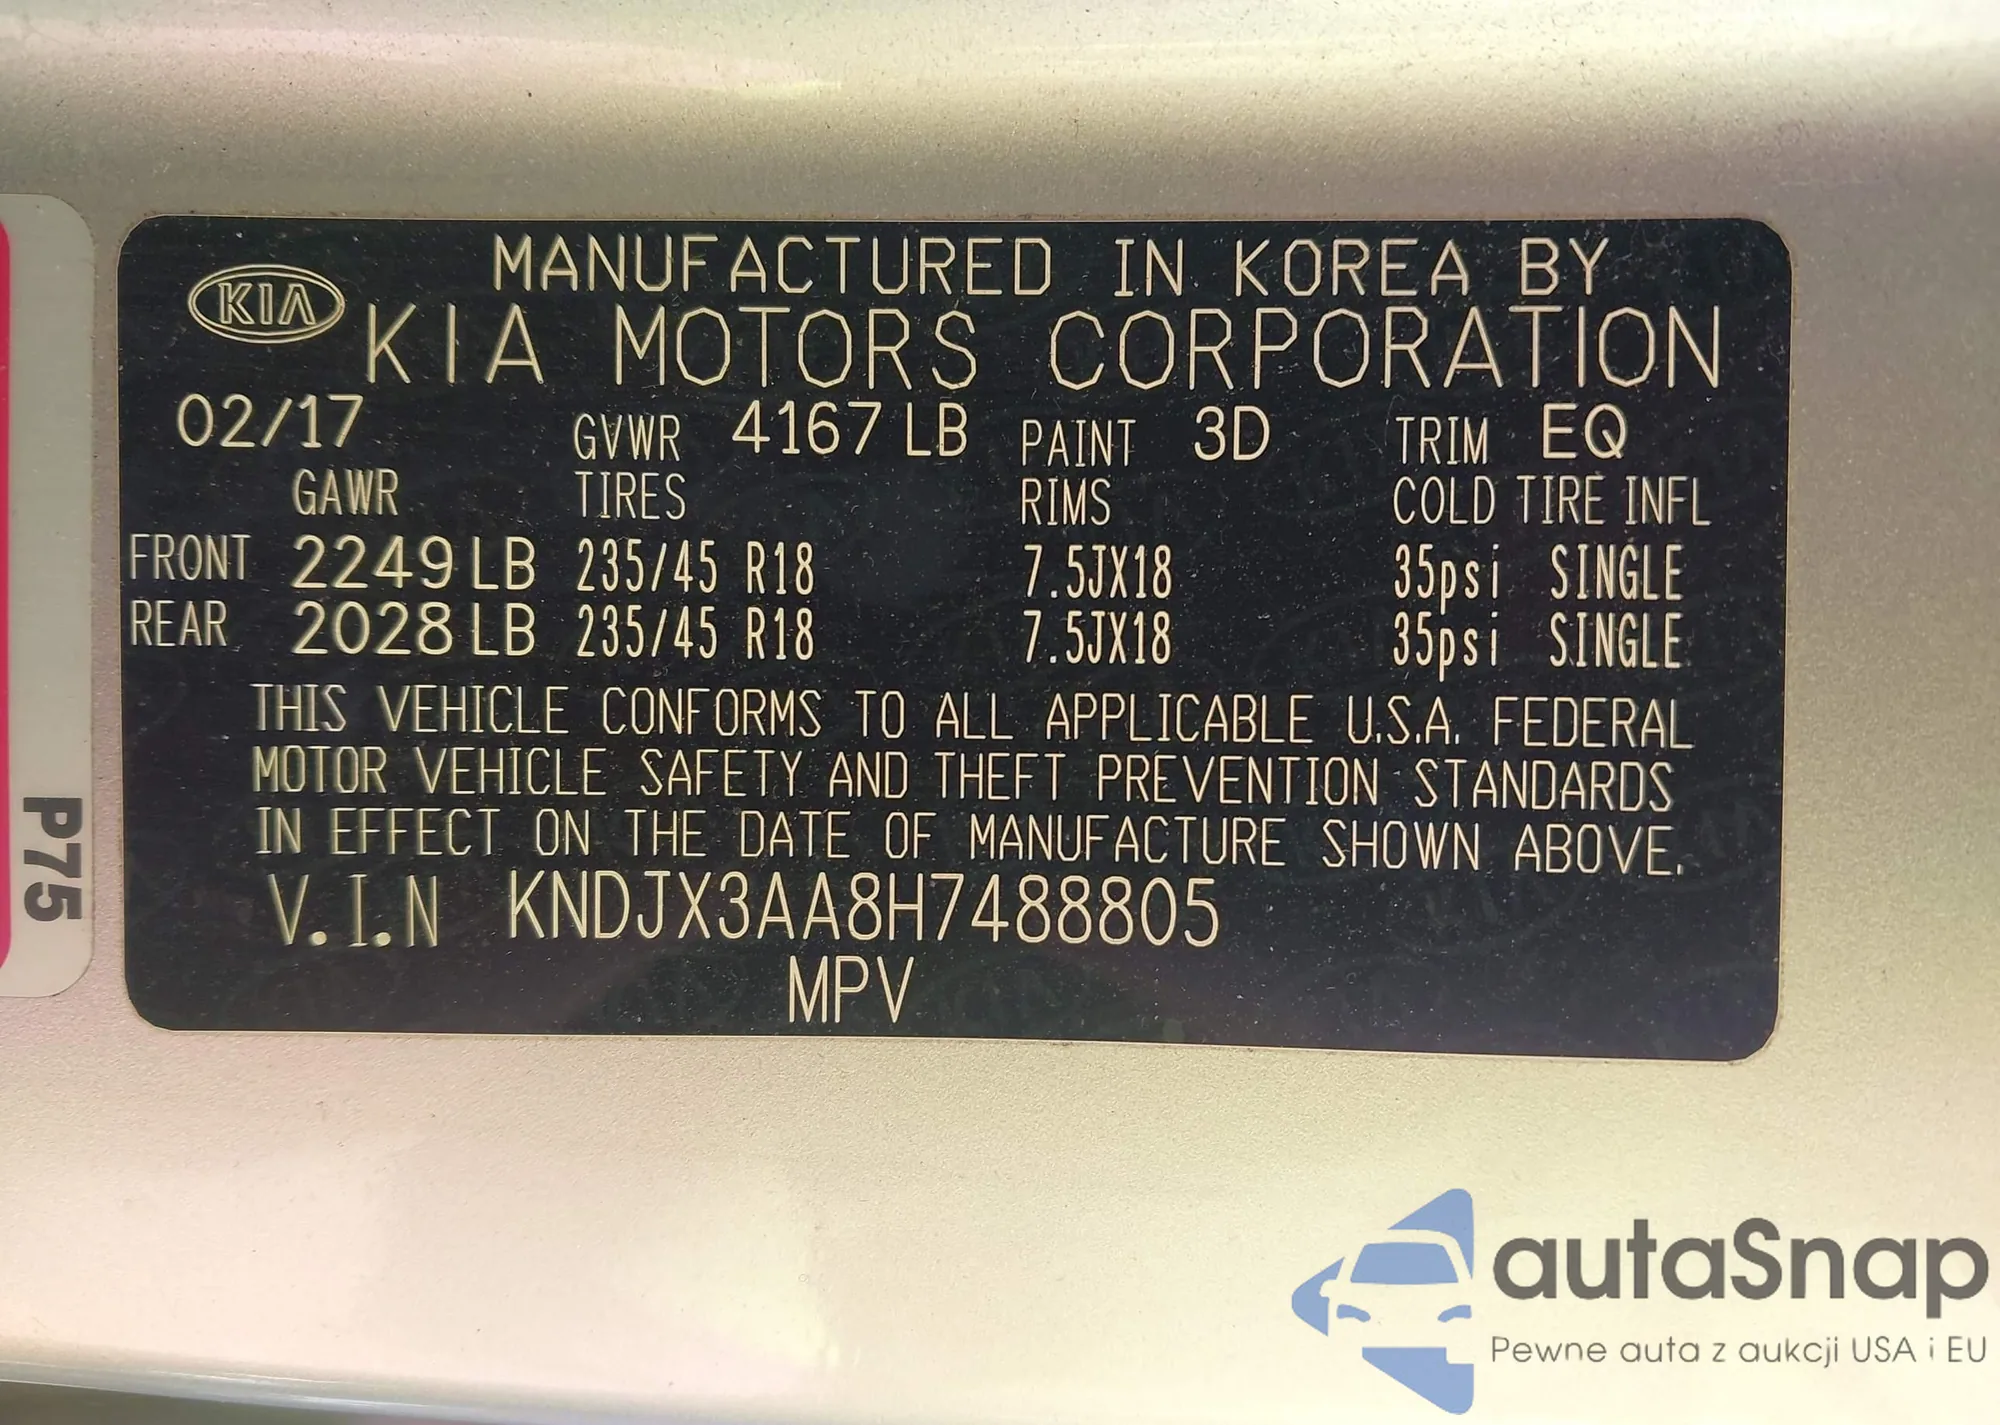 MANUFACTURED IN KOREA BY
KIA KIA MOTORS CORPORATION
02/17 GVWR 4167 LB PAINT 3D TRIM EQ
GAWR TIRES RIMS COLD TIRE INFL
FRONT 2249 LB 235/45 R18 7.5JX18 35psi SINGLE
REAR 2028 LB 235/45 R18 7.5JX18 35psi SINGLE
THIS VEHICLE CONFORMS TO ALL APPLICABLE U.S.A. FEDERAL
MOTOR VEHICLE SAFETY AND THEFT PREVENTION STANDARDS
IN EFFECT ON THE DATE OF MANUFACTURE SHOWN ABOVE.
V.I.N KNDJX3AA8H7488805
MPV
P75
autaSnap
Pewne auta z aukcji USA i EU